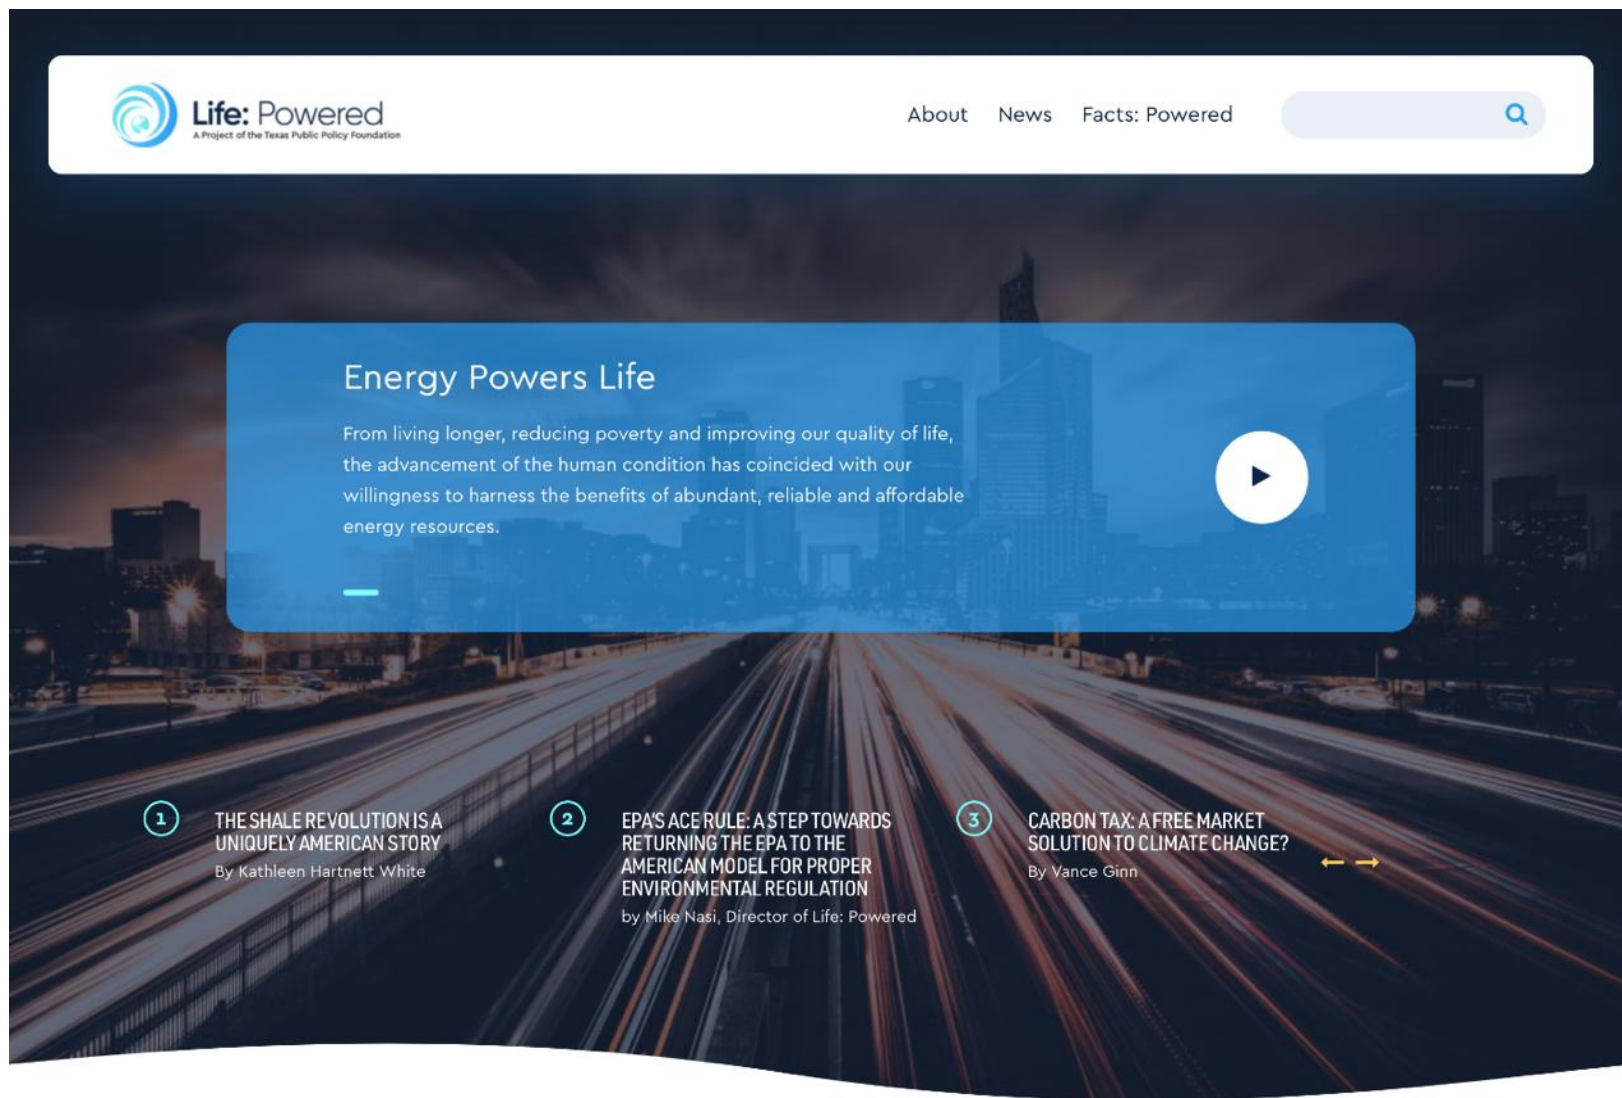 Life: Powered
A Project of the Texas Public Policy Foundation
About News Facts: Powered
Energy Powers Life
From living longer, reducing poverty and improving our quality of life,
the advancement of the human condition has coincided with our
willingness to harness the benefits of abundant, reliable and affordable
energy resources.
1
THE SHALE REVOLUTION IS A
UNIQUELY AMERICAN STORY
By Kathleen Hartnett White
2
EPA'S ACE RULE: A STEP TOWARDS
RETURNING THE EPA TO THE
AMERICAN MODEL FOR PROPER
ENVIRONMENTAL REGULATION
by Mike Nasi, Director of Life: Powered
3
CARBON TAX: A FREE MARKET
SOLUTION TO CLIMATE CHANGE?
By Vance Ginn